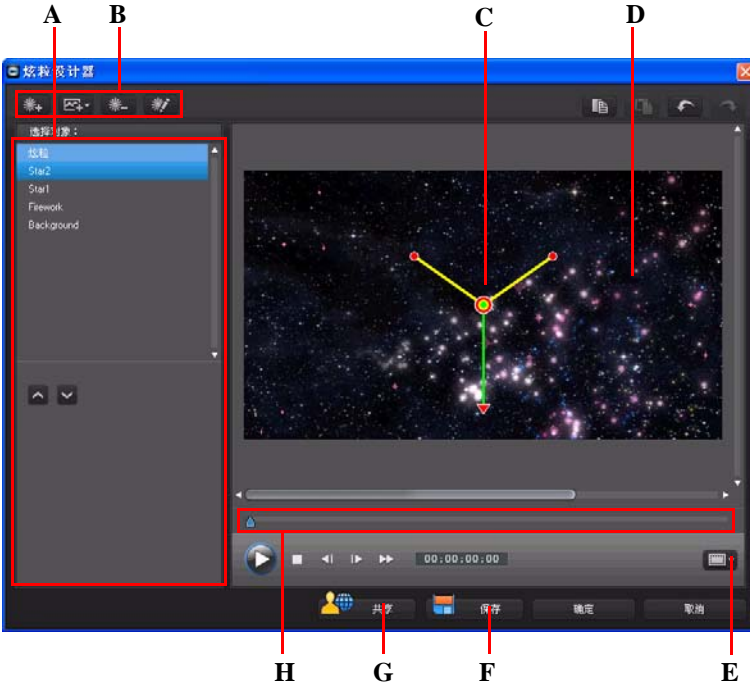 A B C D
炫粒设计器
选择对象：
炫粒
Star2
Star1
Firework
Background
00:00:00:00
共享 保存 确定 取消
H G F E